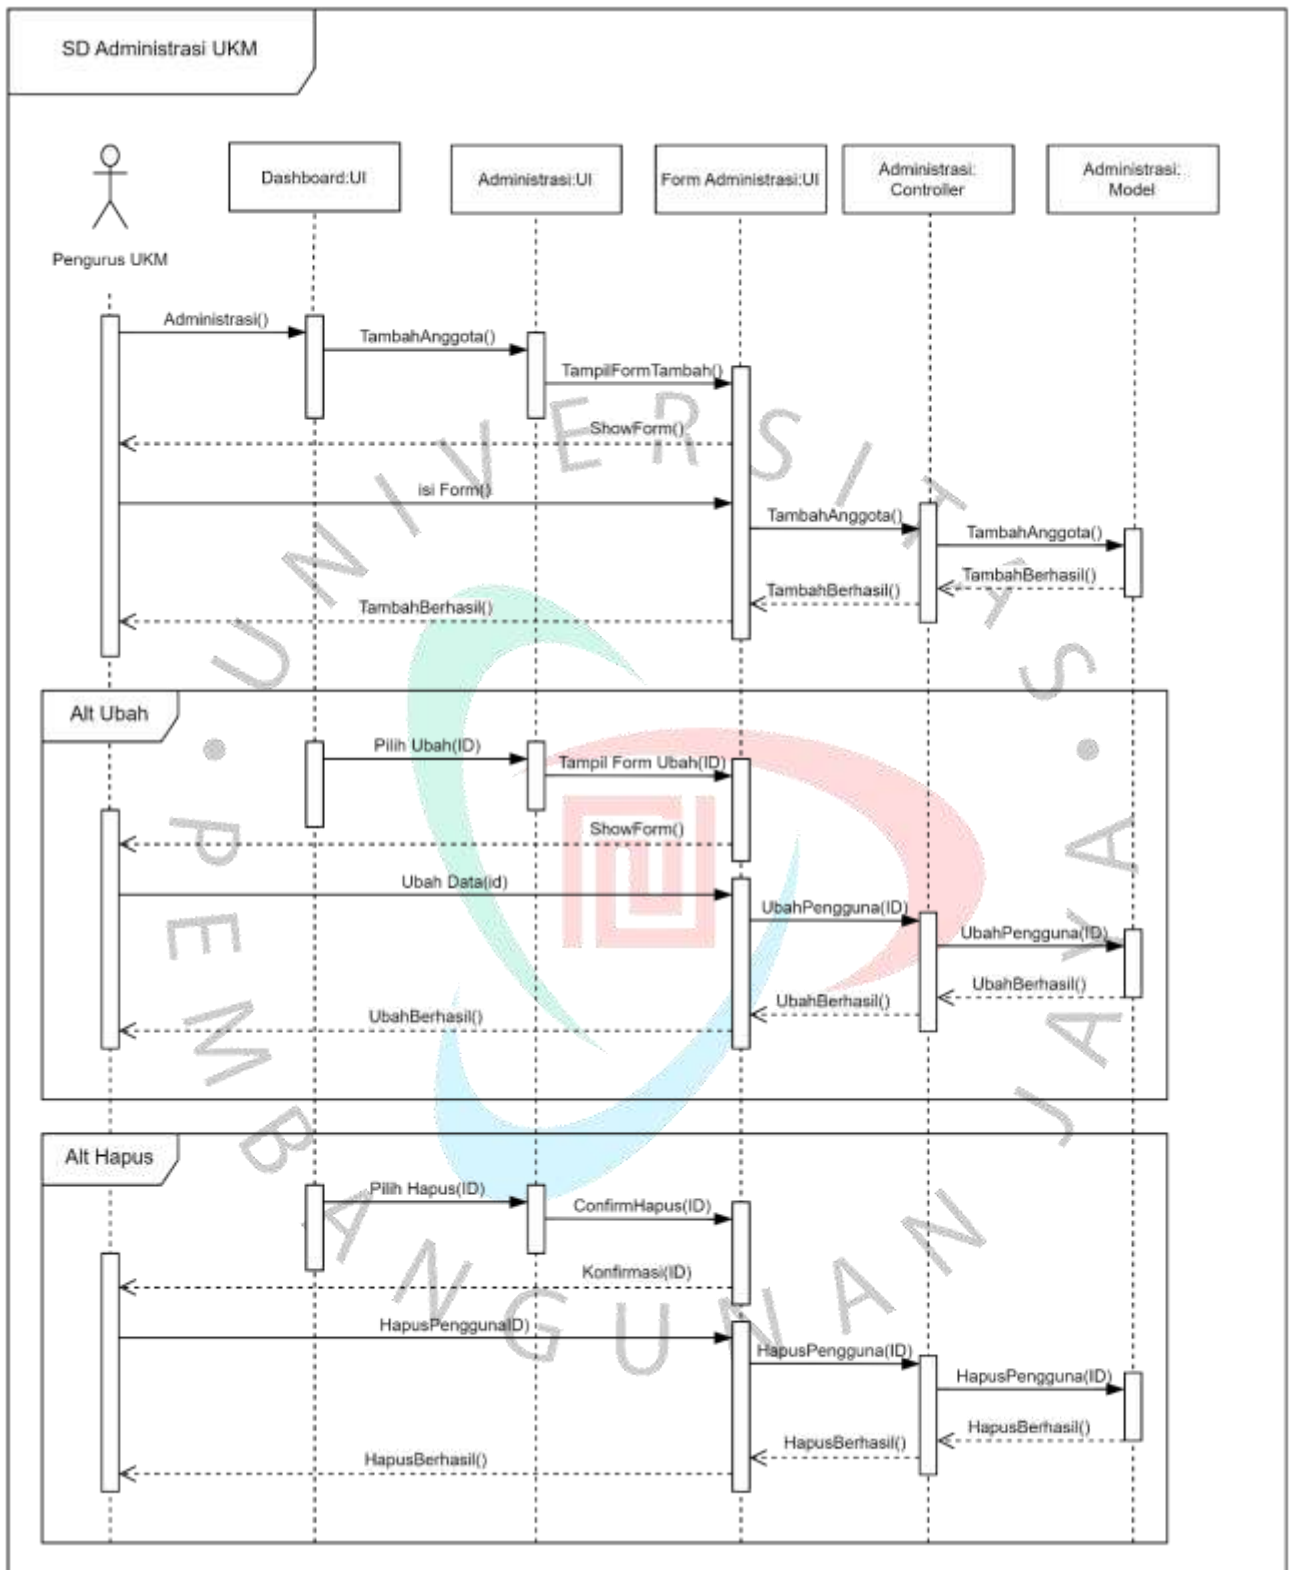 SD Administrasi UKM
Pengurus UKM
Dashboard:UI
Administrasi:UI
Form Administrasi:UI
Administrasi:
Controller
Administrasi:
Model
Administrasi()
TambahAnggota()
TampilFormTambah()
ShowForm()
isi Form()
TambahAnggota()
TambahAnggota()
TambahBerhasil()
TambahBerhasil()
TambahBerhasil()
Alt Ubah
Pilih Ubah(ID)
Tampil Form Ubah(ID)
ShowForm()
Ubah Data(id)
UbahPengguna(ID)
UbahPengguna(ID)
UbahBerhasil()
UbahBerhasil()
UbahBerhasil()
Alt Hapus
Pilih Hapus(ID)
ConfirmHapus(ID)
Konfirmasi(ID)
HapusPenggunaID)
HapusPengguna(ID)
HapusPengguna(ID)
HapusBerhasil()
HapusBerhasil()
HapusBerhasil()
UNIVERSITAS
PEMBANGUNAN JAYA